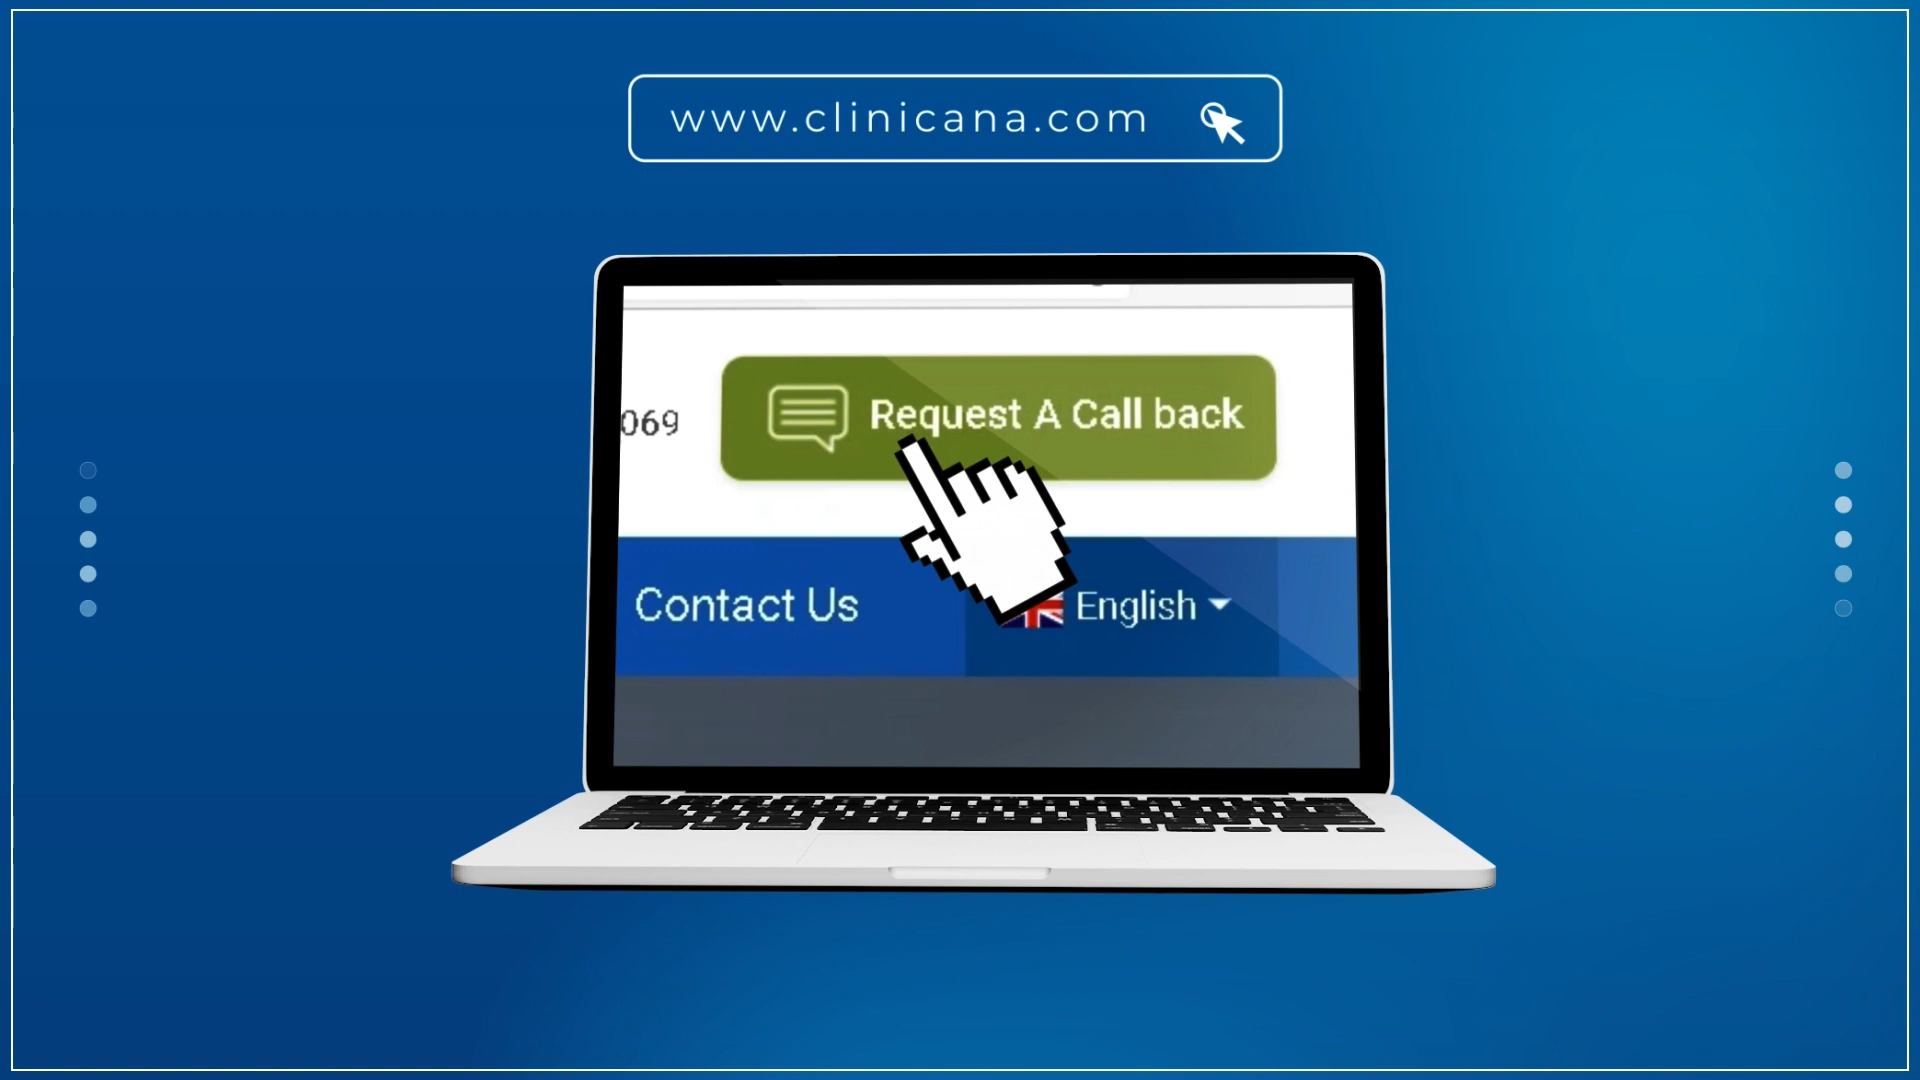 www.clinicana.com
069
Request A Call back
Contact Us
English